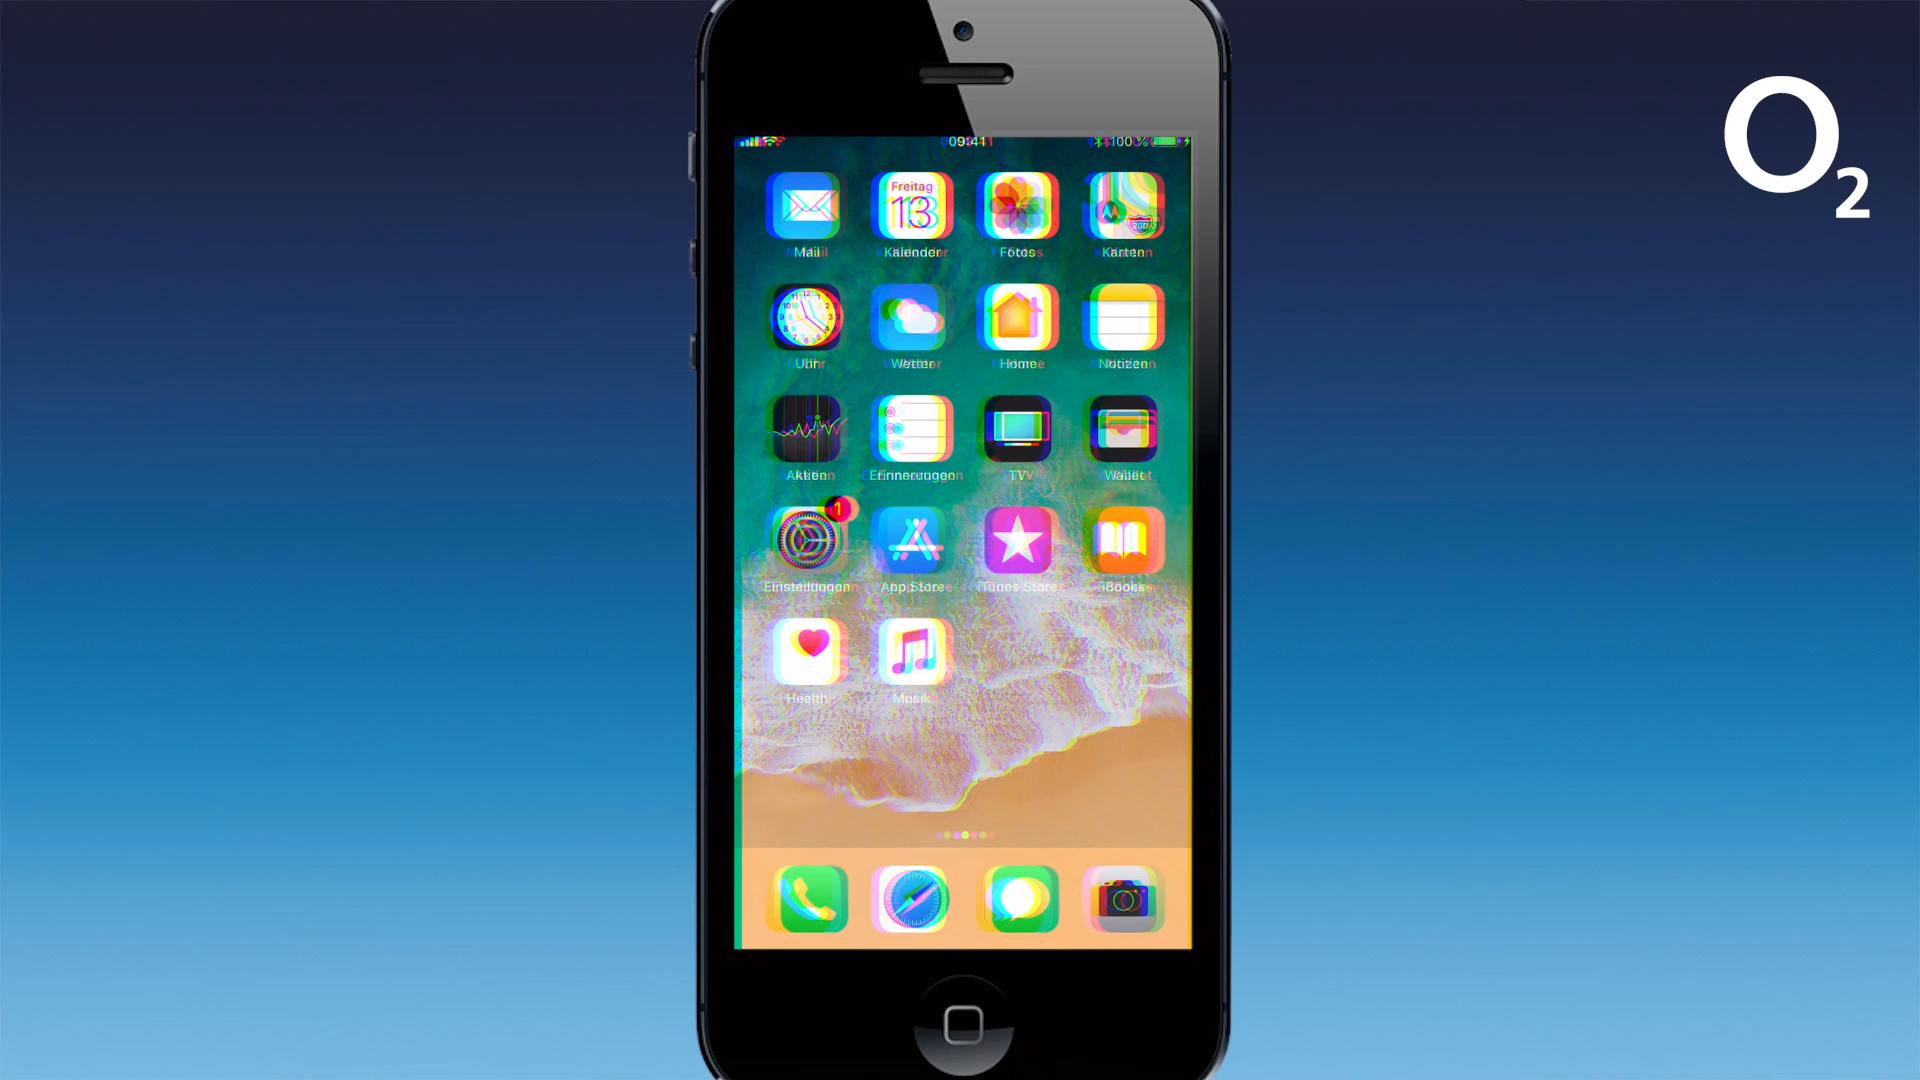 O2
09:41 100 %
Freitag
13
280
Mail Kalender Fotos Karten
Uhr Wetter Home Notizen
Aktien Erinnerungen TV Wallet
1
Einstellungen App Store iTunes Store iBooks
Health Musik